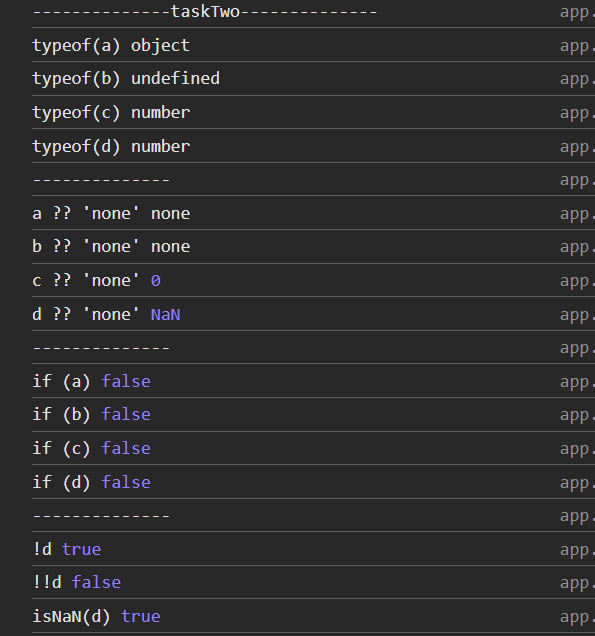 --------------taskTwo-------------- app.
typeof(a) object app.
typeof(b) undefined app.
typeof(c) number app.
typeof(d) number app.
-------------- app.
a ?? 'none' none app.
b ?? 'none' none app.
c ?? 'none' 0 app.
d ?? 'none' NaN app.
-------------- app.
if (a) false app.
if (b) false app.
if (c) false app.
if (d) false app.
-------------- app.
!d true app.
!!d false app.
isNaN(d) true app.